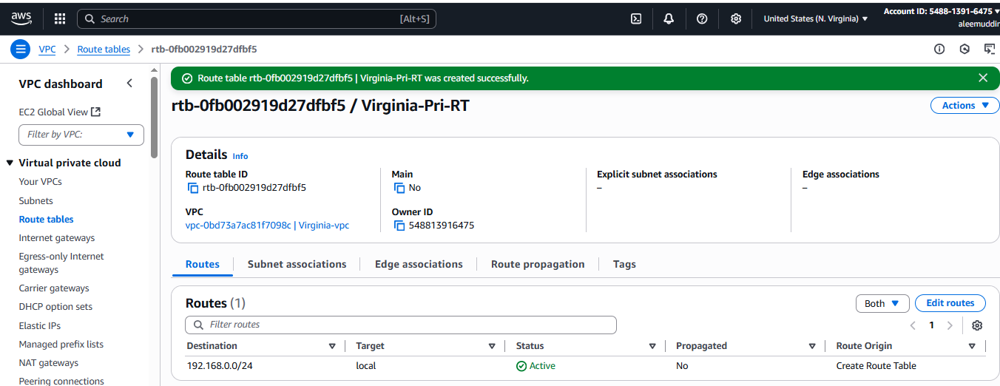 aws
Search [Alt+S]
United States (N. Virginia)
Account ID: 5488-1391-6475
aleemuddin
VPC > Route tables > rtb-0fb002919d27dfbf5
VPC dashboard
EC2 Global View
Filter by VPC:
Virtual private cloud
Your VPCs
Subnets
Route tables
Internet gateways
Egress-only Internet
gateways
Carrier gateways
DHCP option sets
Elastic IPs
Managed prefix lists
NAT gateways
Peering connections
Route table rtb-0fb002919d27dfbf5 | Virginia-Pri-RT was created successfully.
rtb-0fb002919d27dfbf5 / Virginia-Pri-RT
Actions
Details Info
Route table ID
rtb-0fb002919d27dfbf5
Main
No
Explicit subnet associations
–
Edge associations
–
VPC
vpc-0bd73a7ac81f7098c | Virginia-vpc
Owner ID
548813916475
Routes Subnet associations Edge associations Route propagation Tags
Routes (1)
Both
Edit routes
Filter routes
1
Destination Target Status Propagated Route Origin
192.168.0.0/24 local Active No Create Route Table